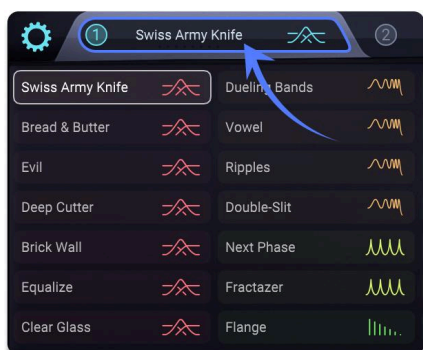 1 Swiss Army Knife 2
Swiss Army Knife Dueling Bands
Bread & Butter Vowel
Evil Ripples
Deep Cutter Double-Slit
Brick Wall Next Phase
Equalize Fractazer
Clear Glass Flange